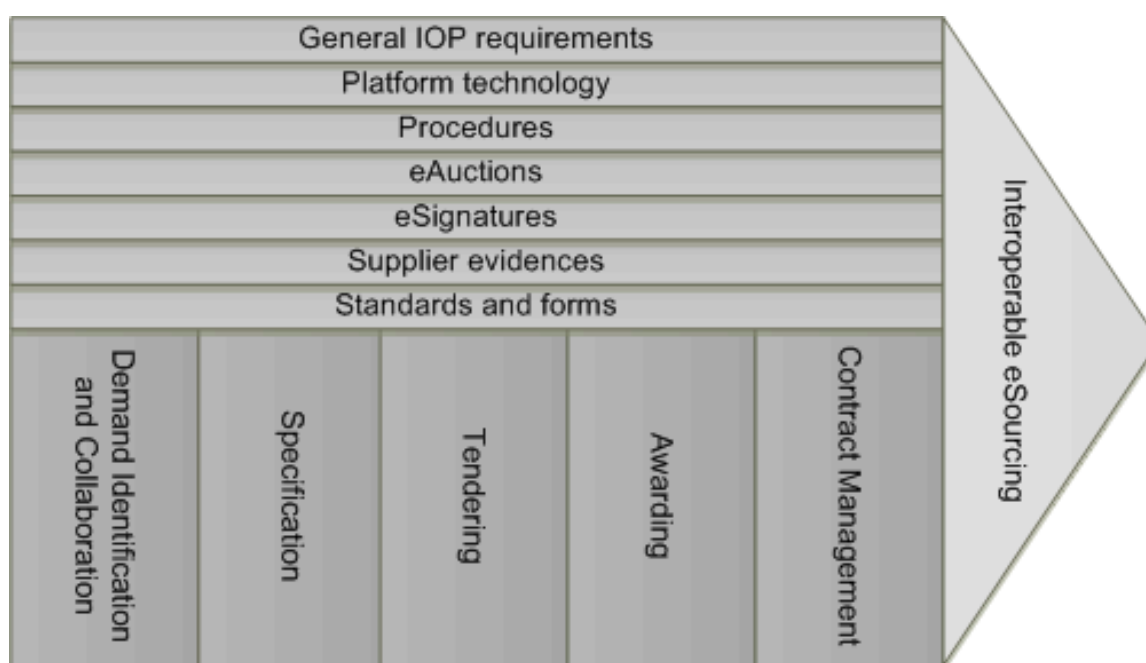 General IOP requirements
Platform technology
Procedures
eAuctions
eSignatures
Supplier evidences
Standards and forms
Demand Identification
and Collaboration
Specification
Tendering
Awarding
Contract Management
Interoperable eSourcing